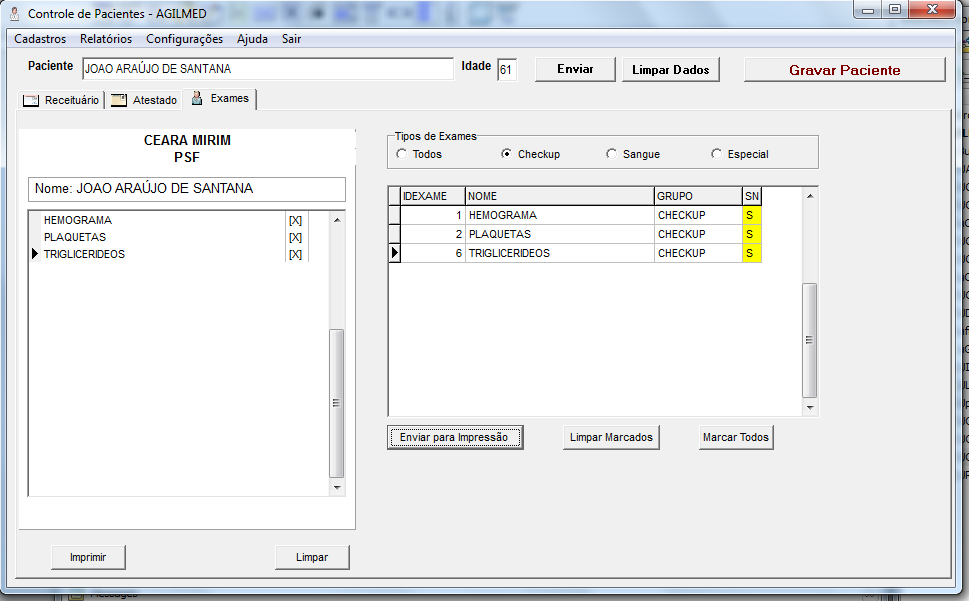 Controle de Pacientes - AGILMED
Cadastros Relatórios Configurações Ajuda Sair
Paciente JOAO ARAÚJO DE SANTANA Idade 61 Enviar Limpar Dados Gravar Paciente
Receituário Atestado Exames
CEARA MIRIM
PSF
Nome: JOAO ARAÚJO DE SANTANA
HEMOGRAMA [X]
PLAQUETAS [X]
TRIGLICERIDEOS [X]
Imprimir Limpar
Tipos de Exames
Todos Checkup Sangue Especial
IDEXAME NOME GRUPO SN
1 HEMOGRAMA CHECKUP S
2 PLAQUETAS CHECKUP S
6 TRIGLICERIDEOS CHECKUP S
Enviar para Impressão Limpar Marcados Marcar Todos
Messages